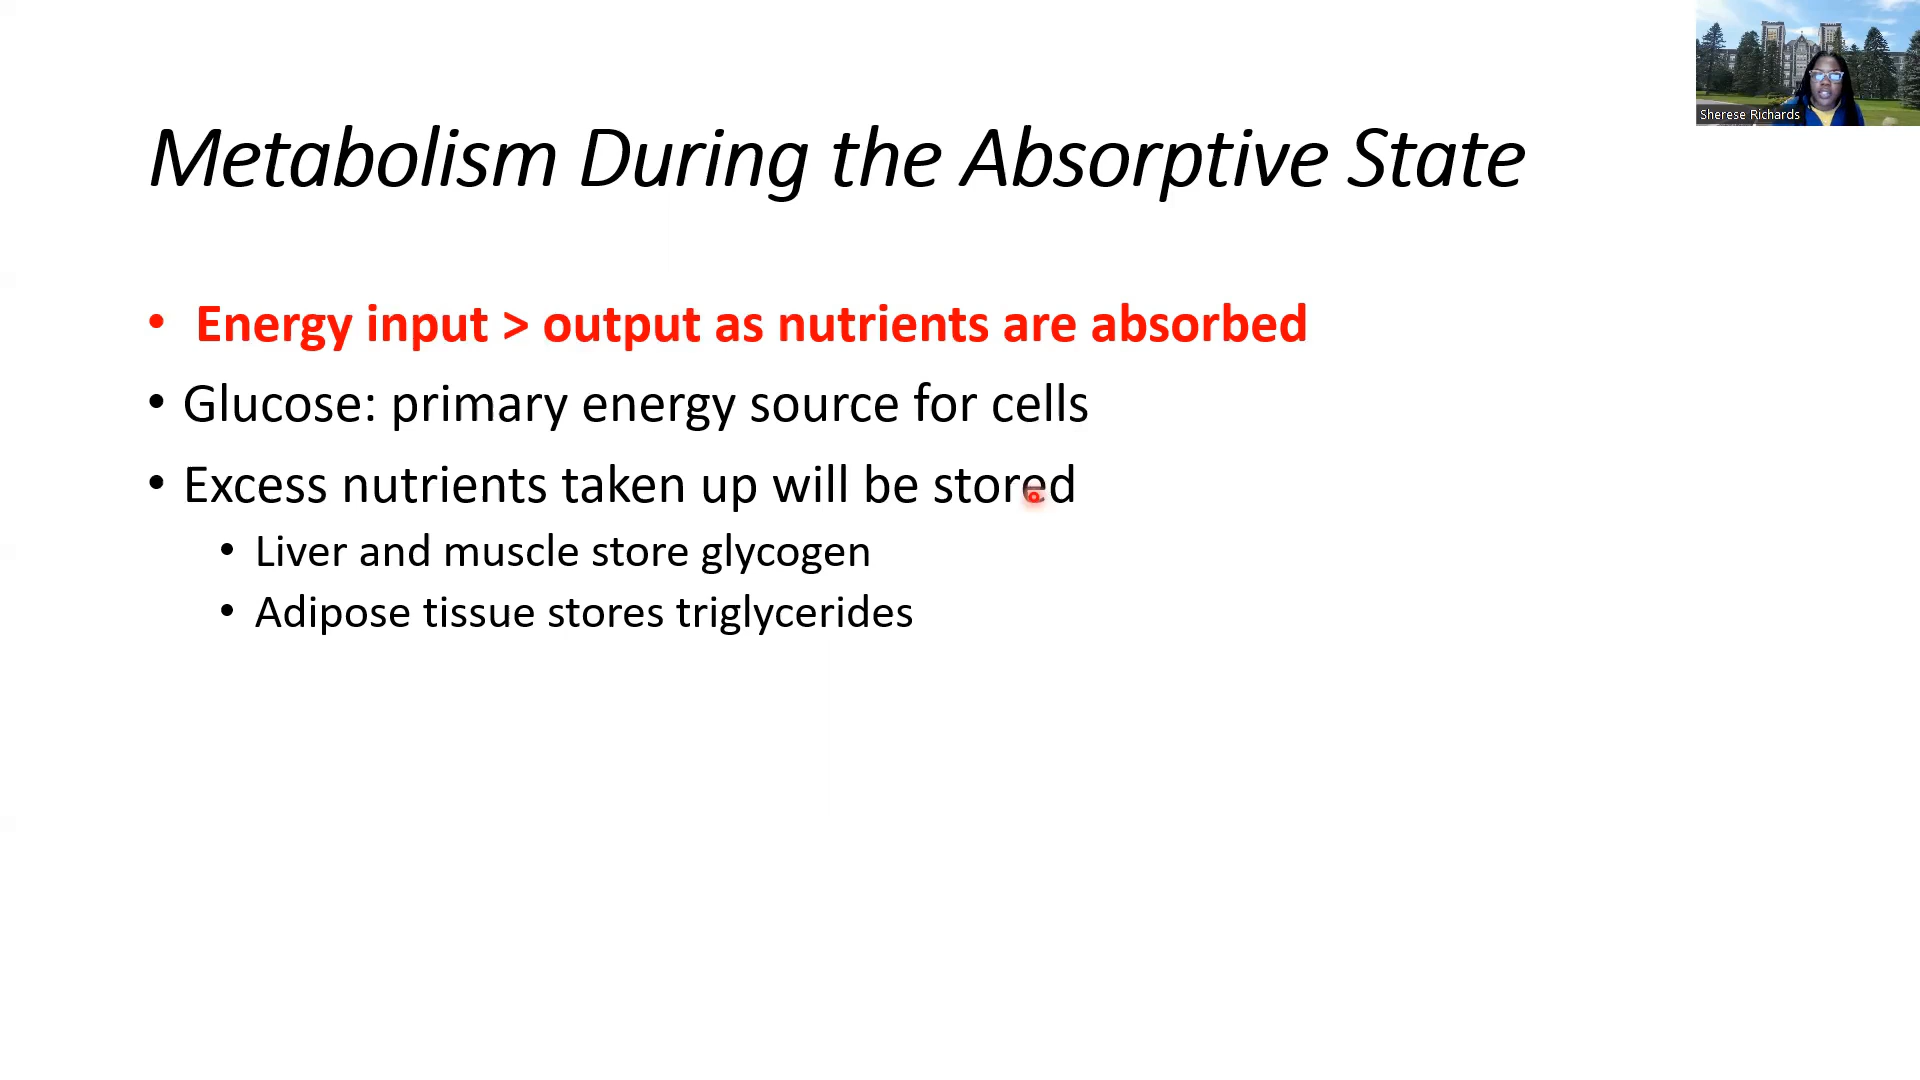 Sherese Richards
Metabolism During the Absorptive State
• Energy input > output as nutrients are absorbed
• Glucose: primary energy source for cells
• Excess nutrients taken up will be stored
• Liver and muscle store glycogen
• Adipose tissue stores triglycerides